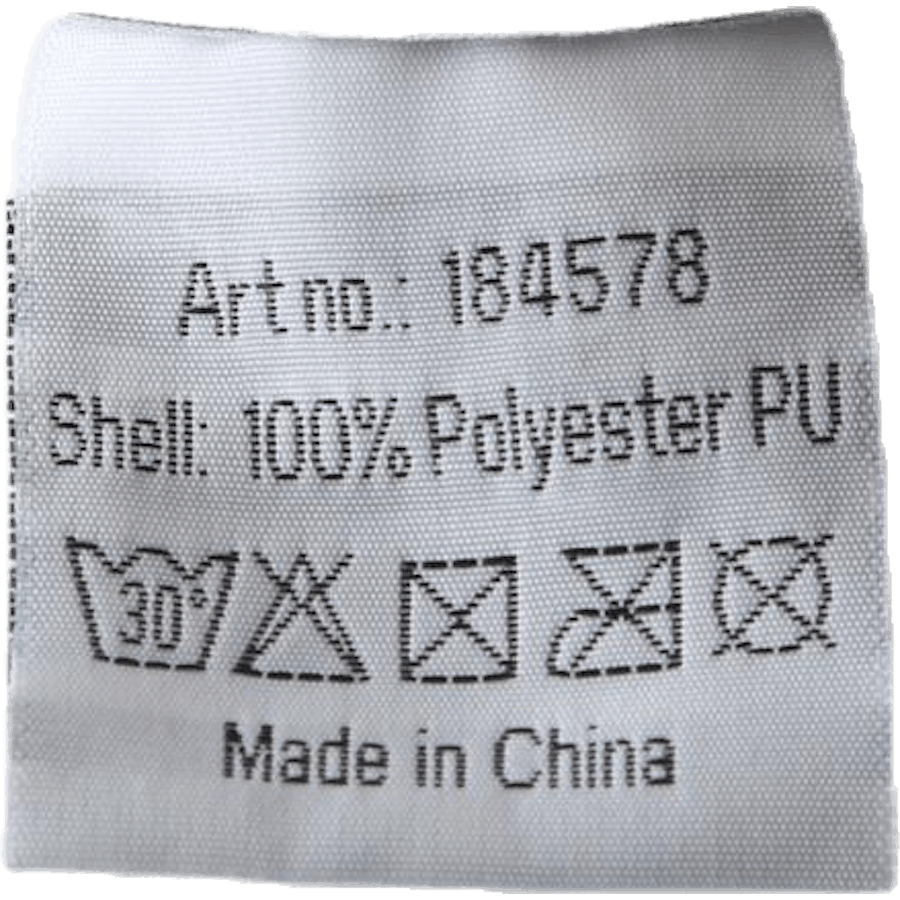 Art no.: 184578
Shell: 100% Polyester PU
30°
Made in China